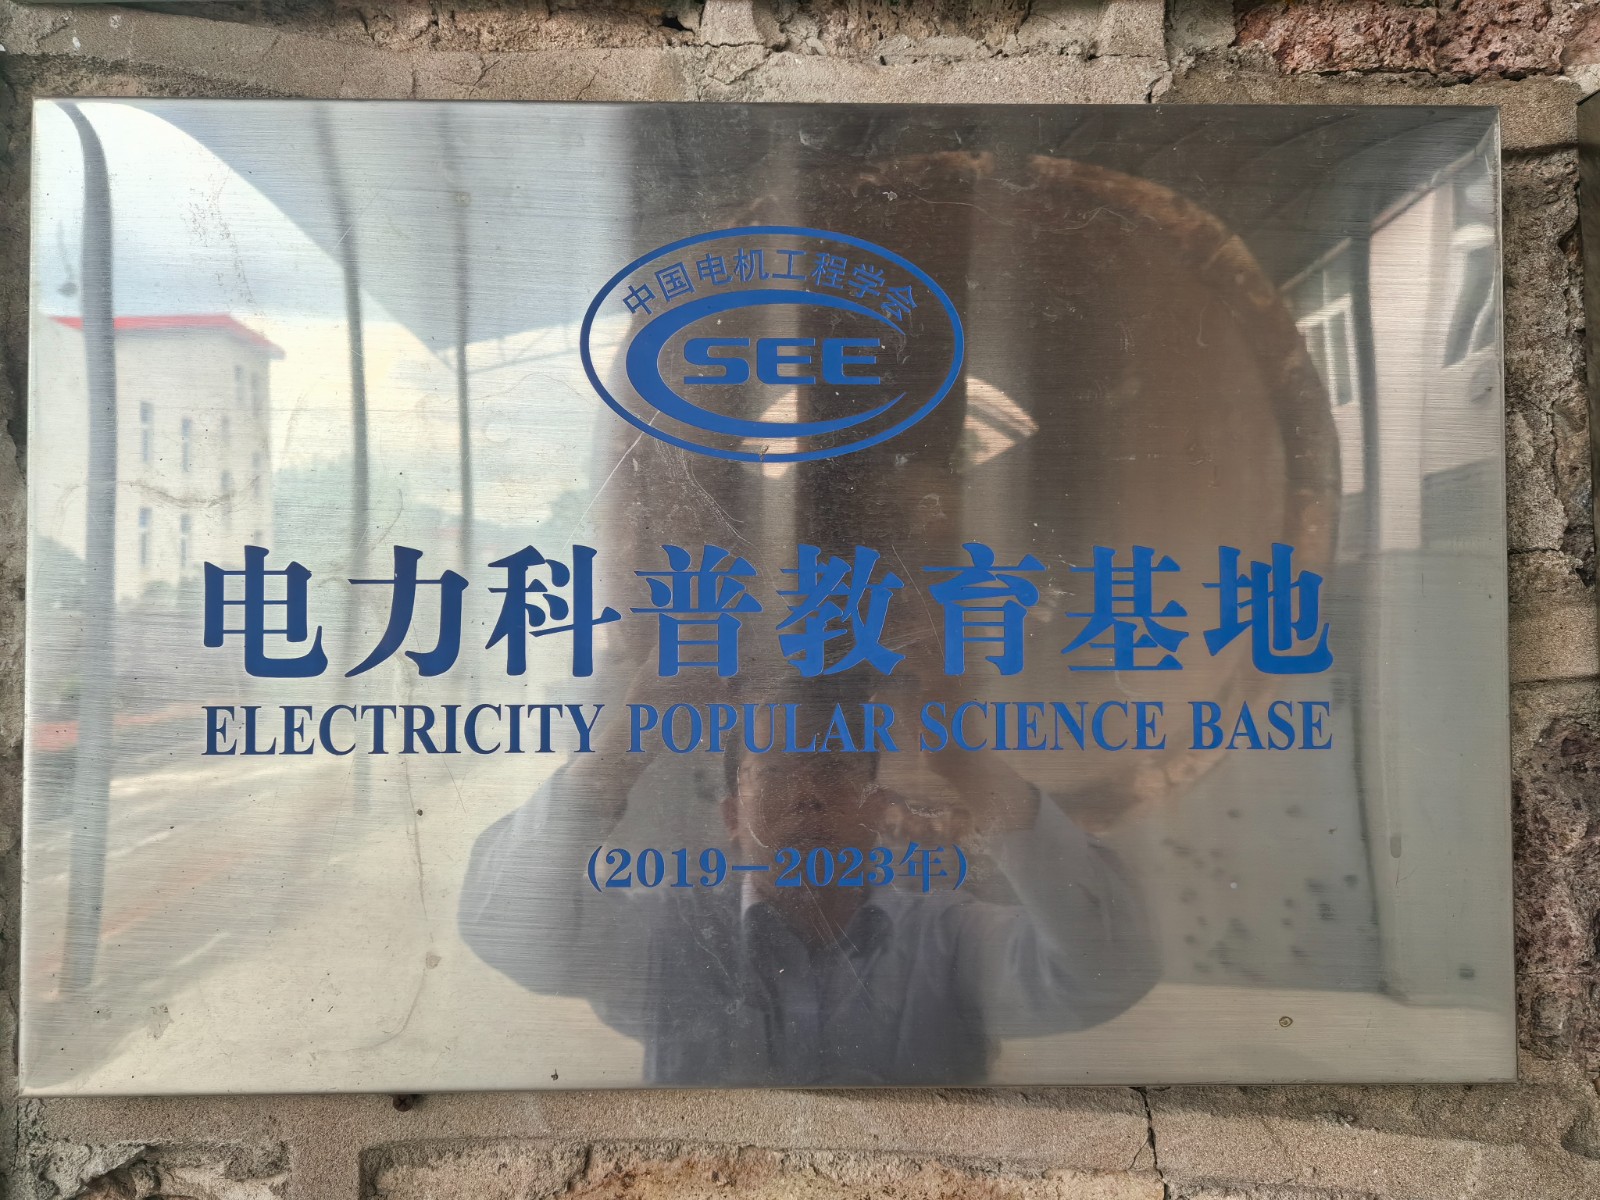 中国电机工程学会
CSEE
电力科普教育基地
ELECTRICITY POPULAR SCIENCE BASE
(2019-2023年)